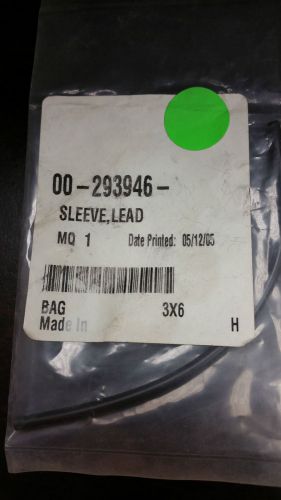 00-293946-
SLEEVE,LEAD
MQ 1 Date Printed: 05/12/05
BAG 3X6
Made In H